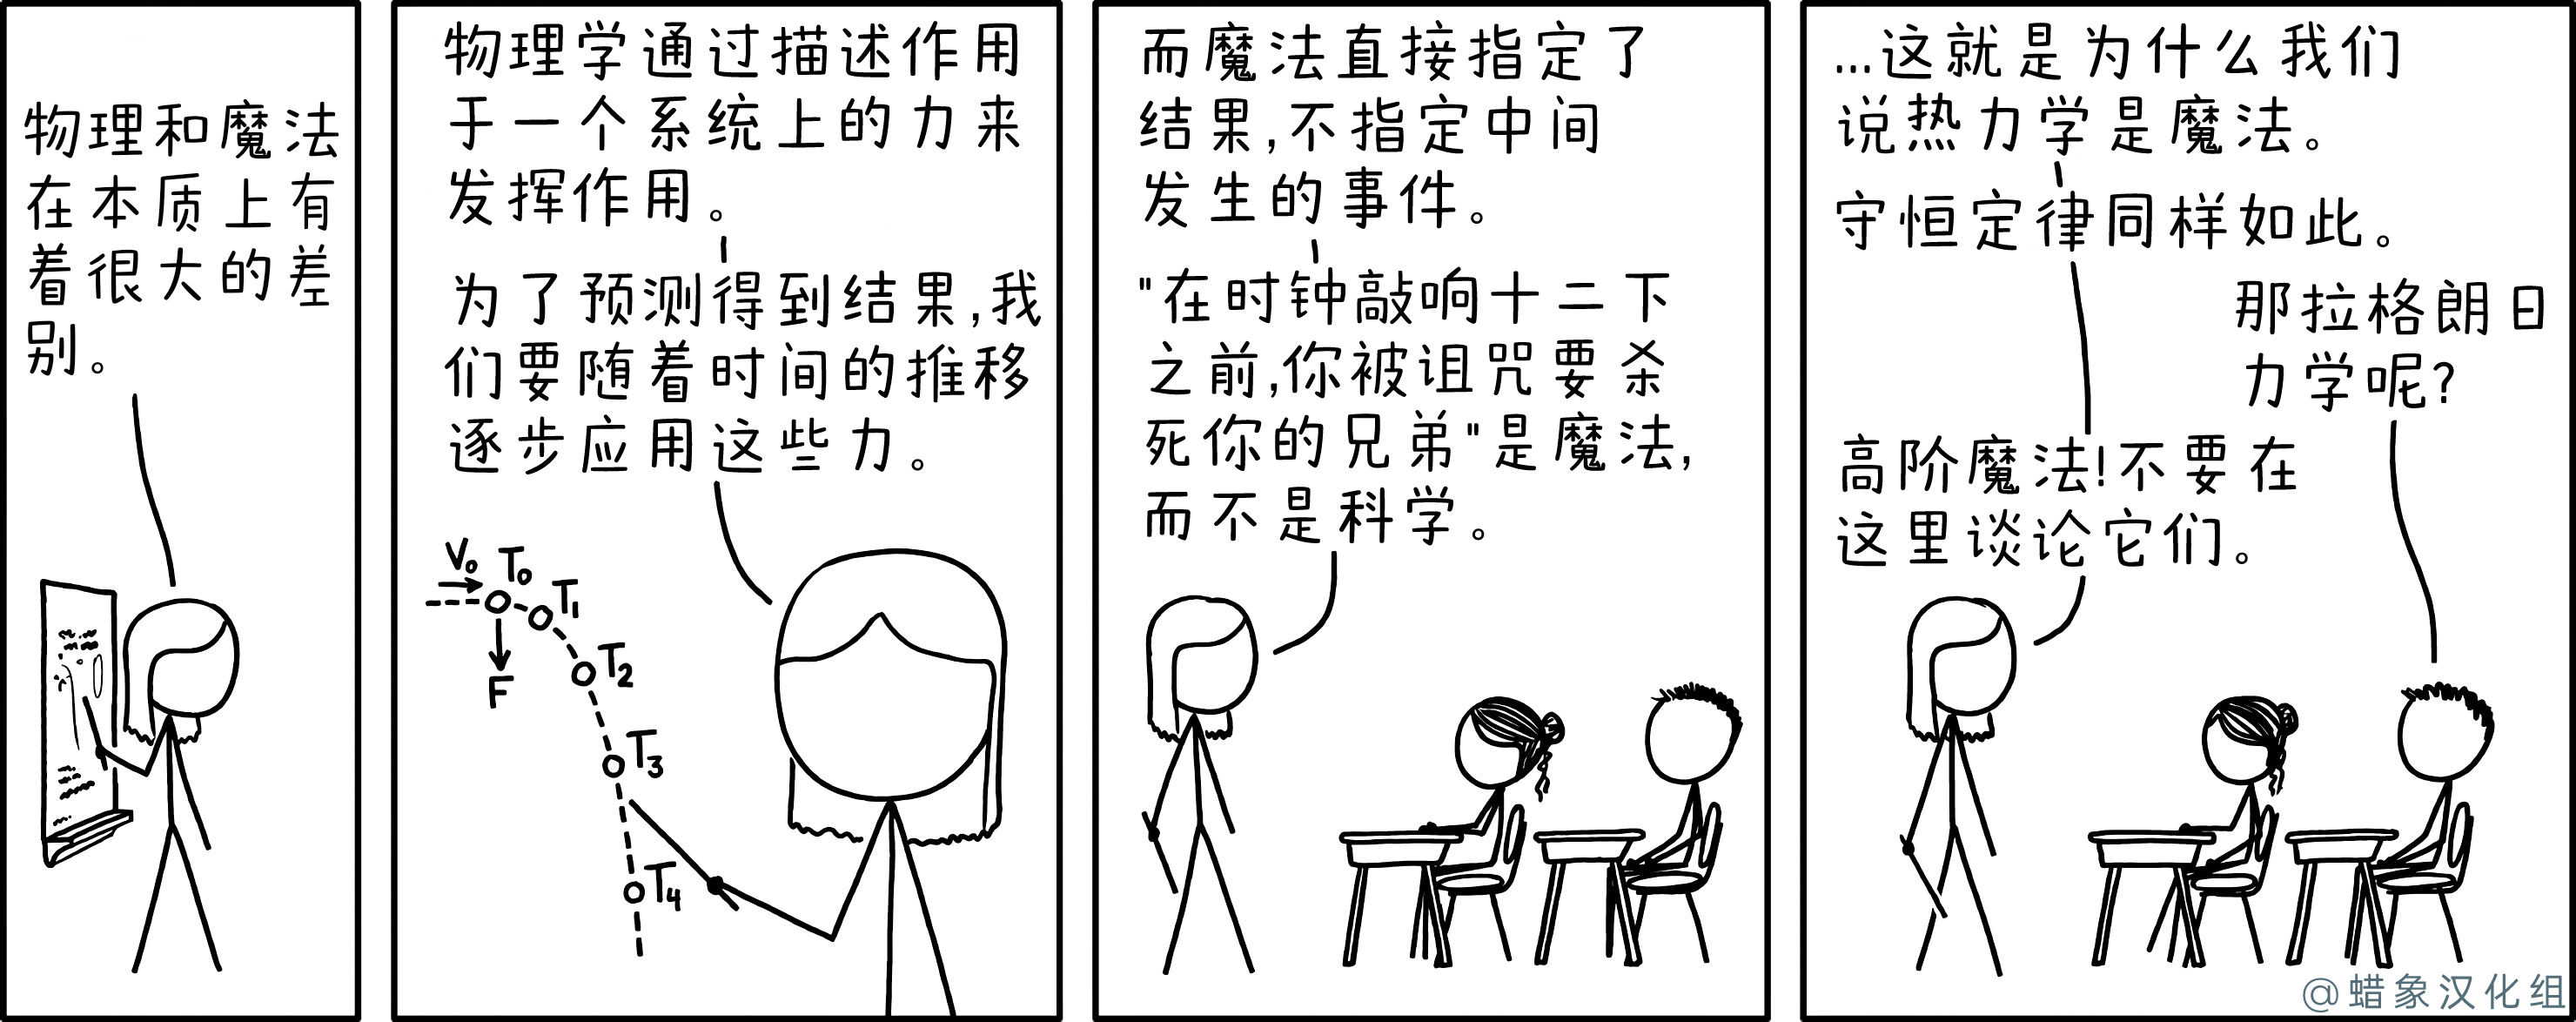 物理和魔法
在本质上有
着很大的差
别。
物理学通过描述作用
于一个系统上的力来
发挥作用。
为了预测得到结果,我
们要随着时间的推移
逐步应用这些力。
V₀
T₀
T₁
F
T₂
T₃
T₄
而魔法直接指定了
结果,不指定中间
发生的事件。
"在时钟敲响十二下
之前,你被诅咒要杀
死你的兄弟"是魔法,
而不是科学。
...这就是为什么我们
说热力学是魔法。
守恒定律同样如此。
那拉格朗日
力学呢?
高阶魔法!不要在
这里谈论它们。
@蜡象汉化组